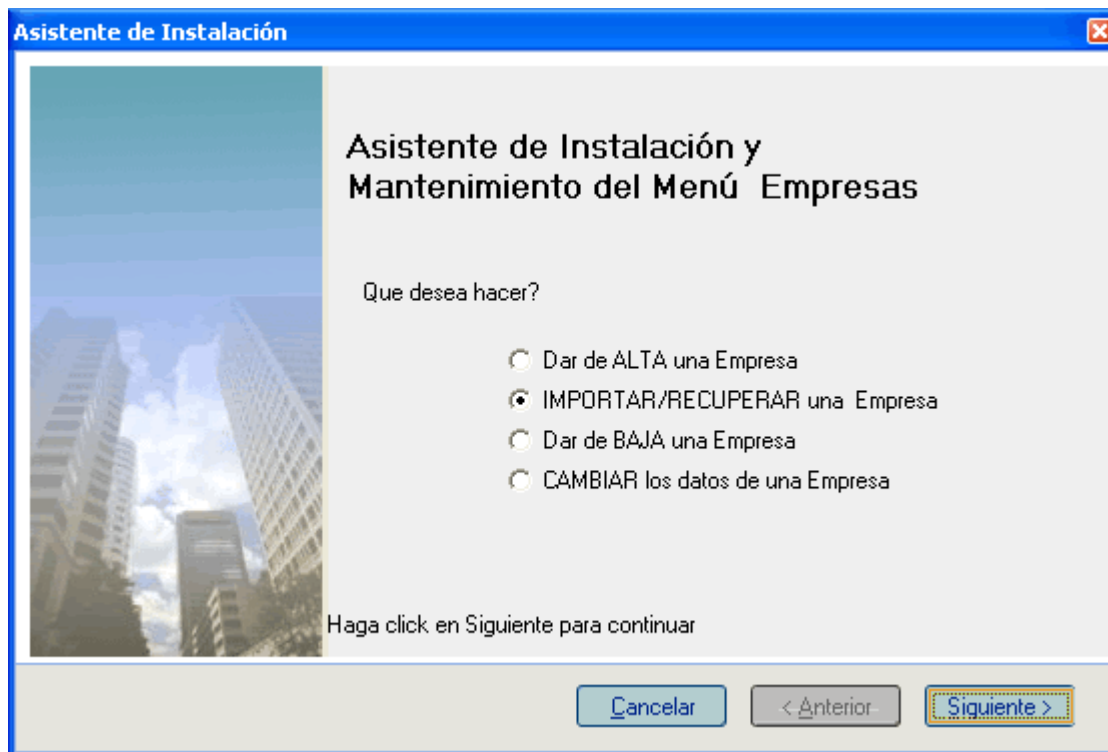 Asistente de Instalación
Asistente de Instalación y
Mantenimiento del Menú Empresas
Que desea hacer?
Dar de ALTA una Empresa
IMPORTAR/RECUPERAR una Empresa
Dar de BAJA una Empresa
CAMBIAR los datos de una Empresa
Haga click en Siguiente para continuar
Cancelar
< Anterior
Siguiente >